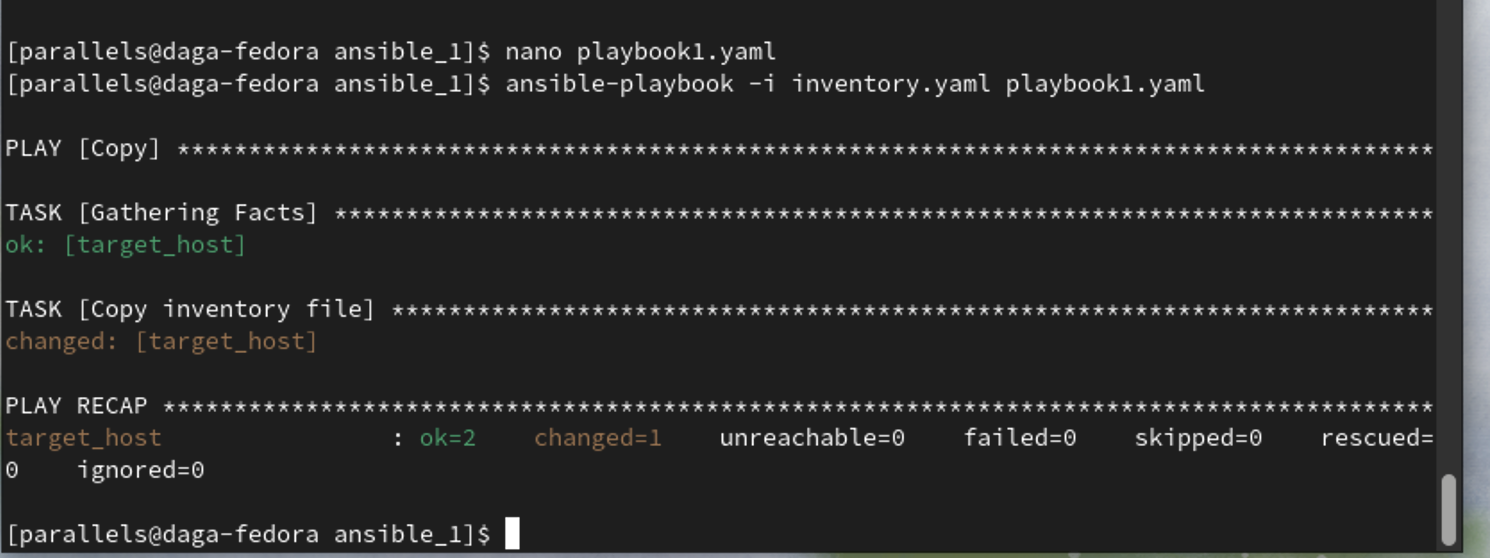 [parallels@daga-fedora ansible_1]$ nano playbook1.yaml
[parallels@daga-fedora ansible_1]$ ansible-playbook -i inventory.yaml playbook1.yaml
PLAY [Copy] ****************************************************************************************
TASK [Gathering Facts] *****************************************************************************
ok: [target_host]
TASK [Copy inventory file] *************************************************************************
changed: [target_host]
PLAY RECAP *****************************************************************************************
target_host                : ok=2    changed=1    unreachable=0    failed=0    skipped=0    rescued=
0    ignored=0
[parallels@daga-fedora ansible_1]$